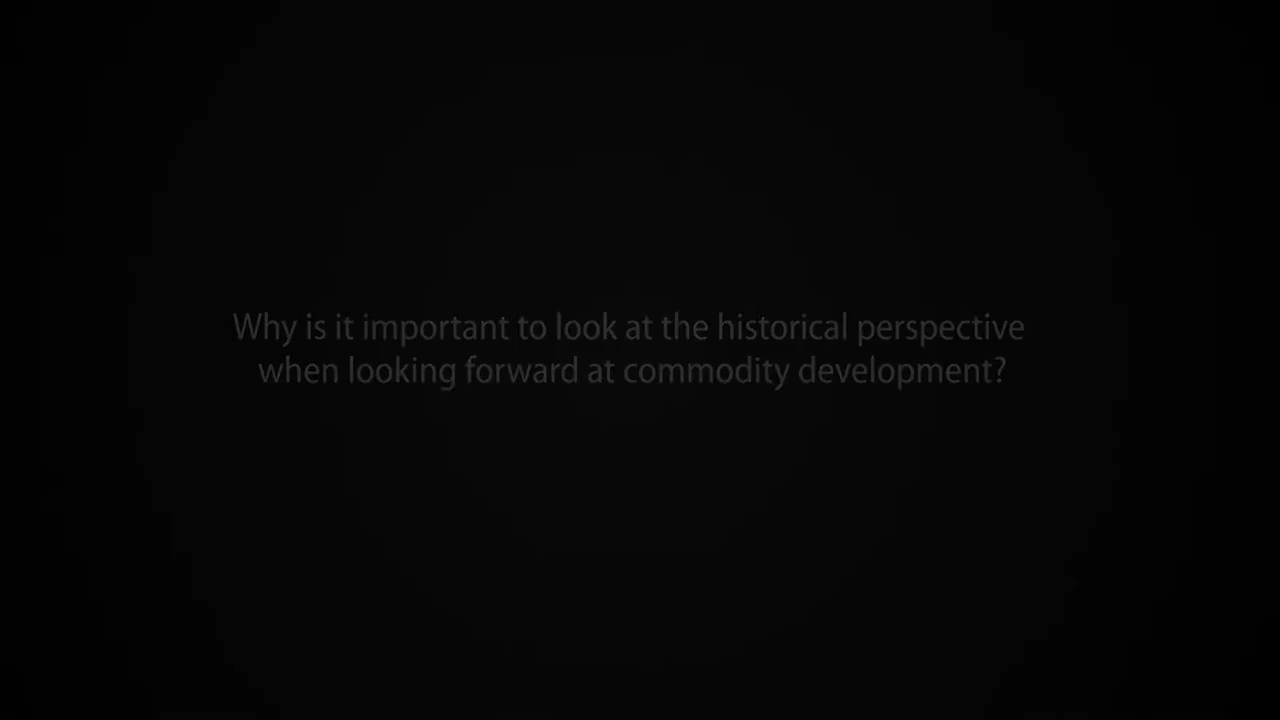 Why is it important to look at the historical perspective
when looking forward at commodity development?